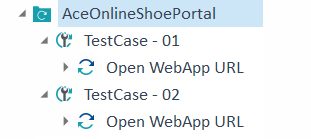 AceOnlineShoePortal
TestCase - 01
Open WebApp URL
TestCase - 02
Open WebApp URL